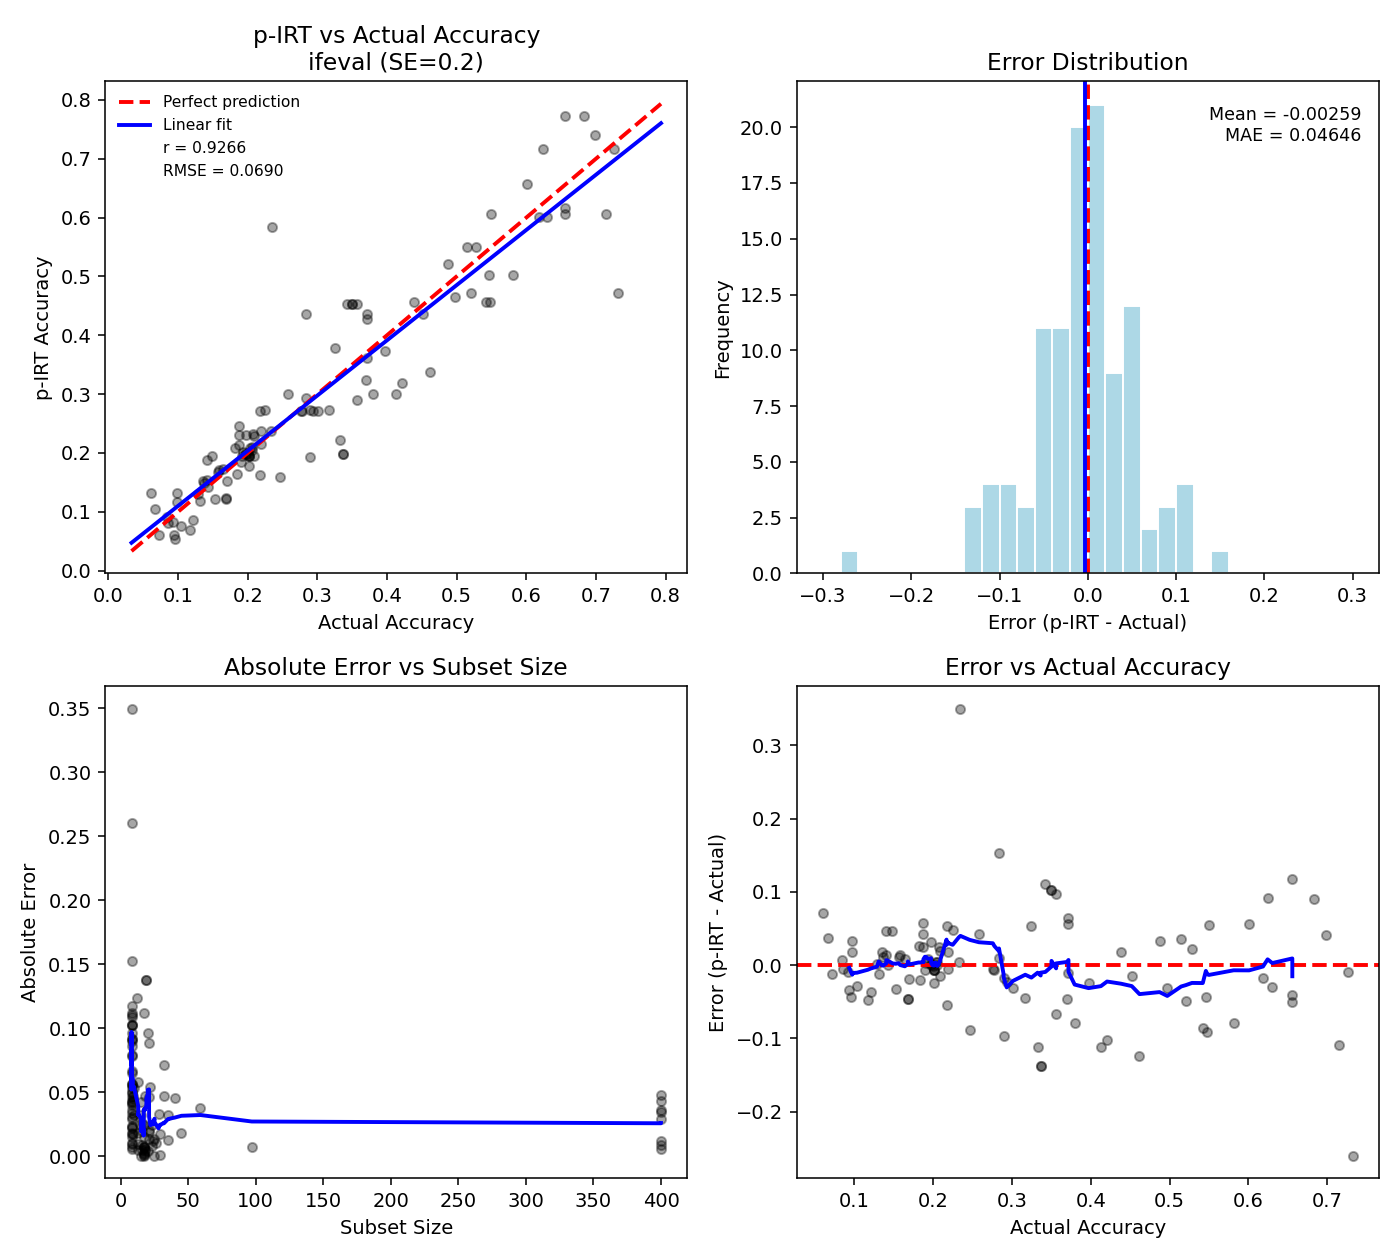 p-IRT vs Actual Accuracy
ifeval (SE=0.2)
Perfect prediction
Linear fit
r = 0.9266
RMSE = 0.0690
0.8
0.7
0.6
0.5
0.4
0.3
0.2
0.1
0.0
p-IRT Accuracy
0.0 0.1 0.2 0.3 0.4 0.5 0.6 0.7 0.8
Actual Accuracy
Error Distribution
Mean = -0.00259
MAE = 0.04646
20.0
17.5
15.0
12.5
10.0
7.5
5.0
2.5
0.0
Frequency
−0.3 −0.2 −0.1 0.0 0.1 0.2 0.3
Error (p-IRT - Actual)
Absolute Error vs Subset Size
0.35
0.30
0.25
0.20
0.15
0.10
0.05
0.00
Absolute Error
0 50 100 150 200 250 300 350 400
Subset Size
Error vs Actual Accuracy
0.3
0.2
0.1
0.0
−0.1
−0.2
Error (p-IRT - Actual)
0.1 0.2 0.3 0.4 0.5 0.6 0.7
Actual Accuracy